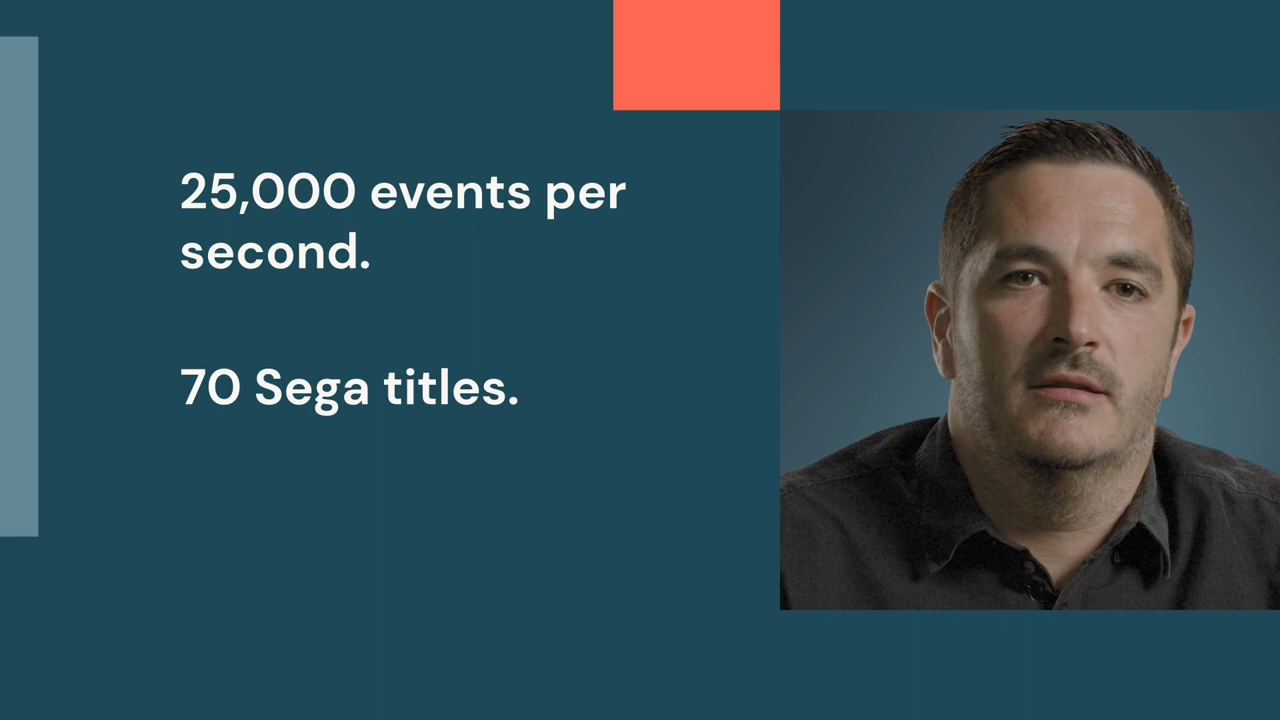 25,000 events per
second.
70 Sega titles.